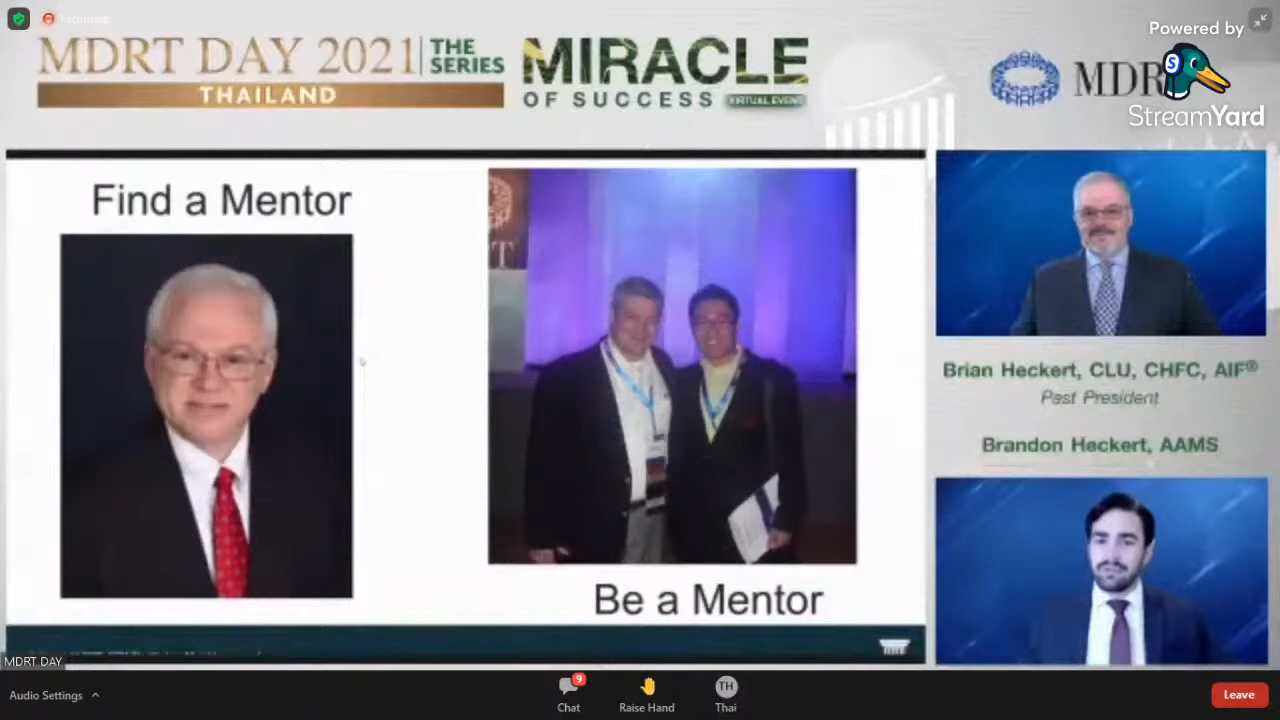 Recording
Powered by
MDRT DAY 2021 THE SERIES
THAILAND
MIRACLE
OF SUCCESS VIRTUAL EVENT
MDR
StreamYard
Find a Mentor
Be a Mentor
Brian Heckert, CLU, CHFC, AIF®
Past President
Brandon Heckert, AAMS
MDRT DAY
Audio Settings
9
Chat
Raise Hand
TH
Thai
Leave